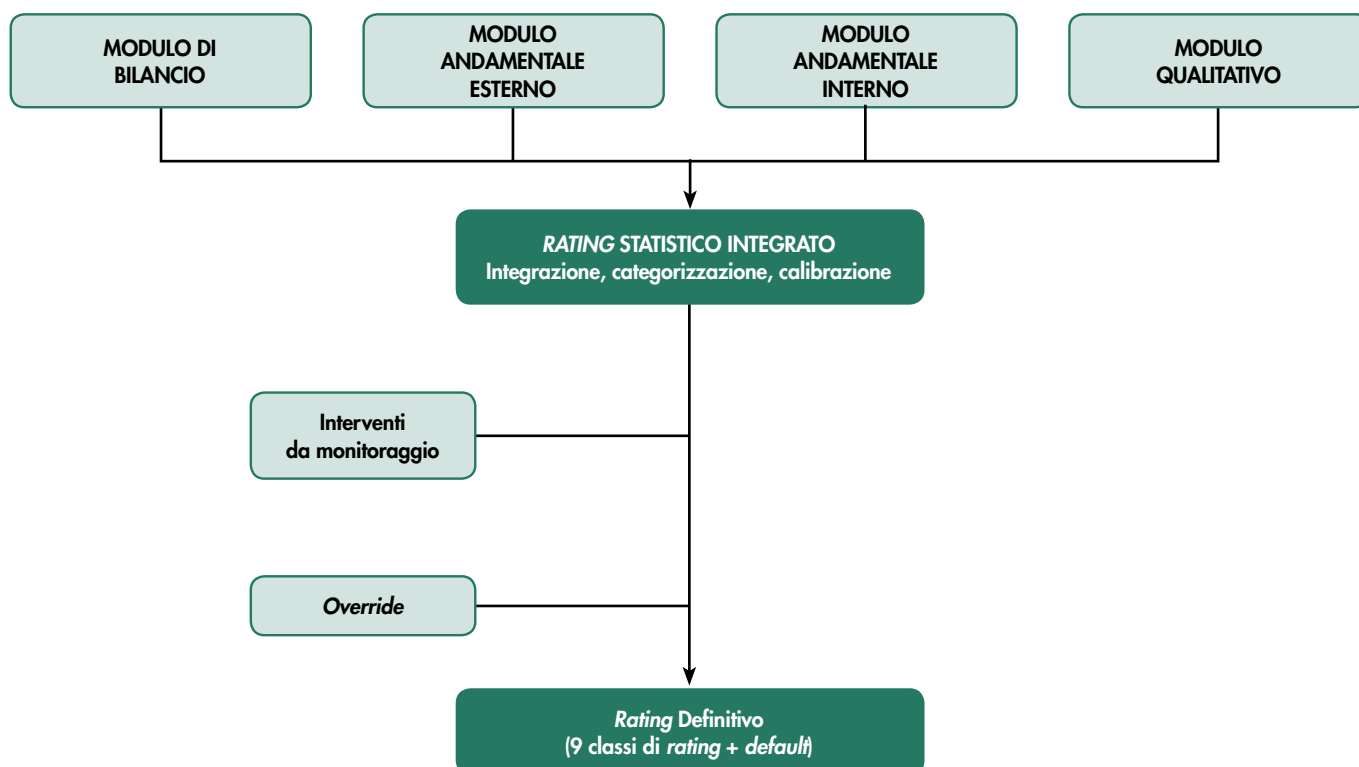 MODULO DI
BILANCIO
MODULO
ANDAMENTALE
ESTERNO
MODULO
ANDAMENTALE
INTERNO
MODULO
QUALITATIVO
RATING STATISTICO INTEGRATO
Integrazione, categorizzazione, calibrazione
Interventi
da monitoraggio
Override
Rating Definitivo
(9 classi di rating + default)